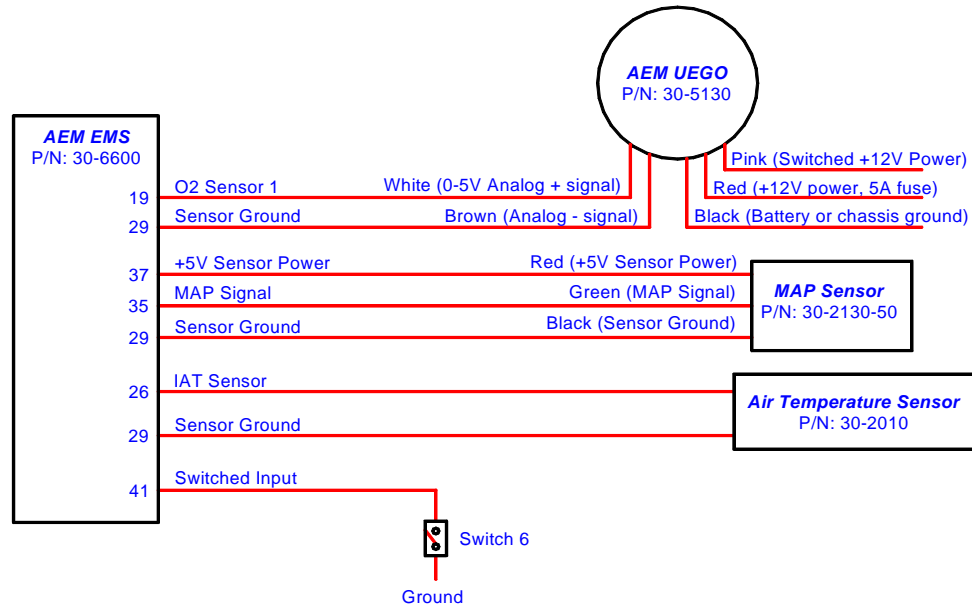 AEM UEGO
P/N: 30-5130
AEM EMS
P/N: 30-6600
Pink (Switched +12V Power)
19 O2 Sensor 1 White (0-5V Analog + signal) Red (+12V power, 5A fuse)
29 Sensor Ground Brown (Analog - signal) Black (Battery or chassis ground)
37 +5V Sensor Power Red (+5V Sensor Power)
35 MAP Signal Green (MAP Signal)
29 Sensor Ground Black (Sensor Ground)
MAP Sensor
P/N: 30-2130-50
26 IAT Sensor
29 Sensor Ground
Air Temperature Sensor
P/N: 30-2010
41 Switched Input
Switch 6
Ground